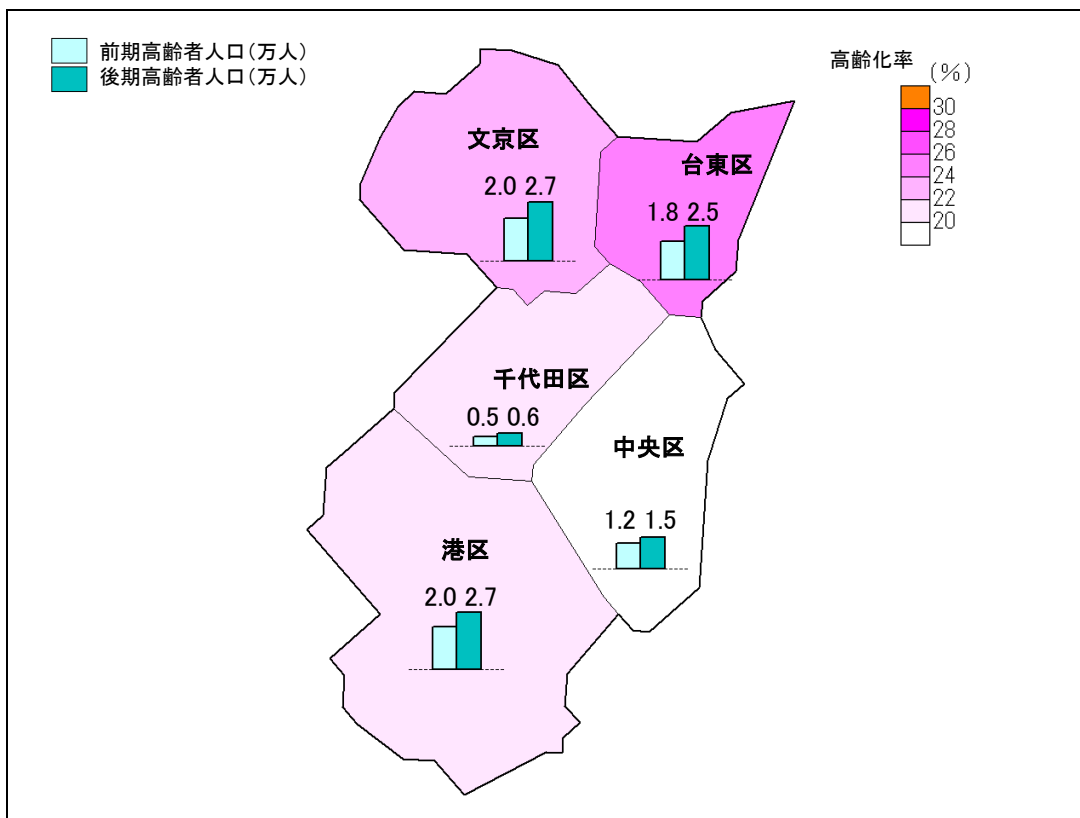 前期高齢者人口(万人)
後期高齢者人口(万人)
高齢化率
(%)
30
28
26
24
22
20
文京区
2.0 2.7
台東区
1.8 2.5
千代田区
0.5 0.6
中央区
1.2 1.5
港区
2.0 2.7